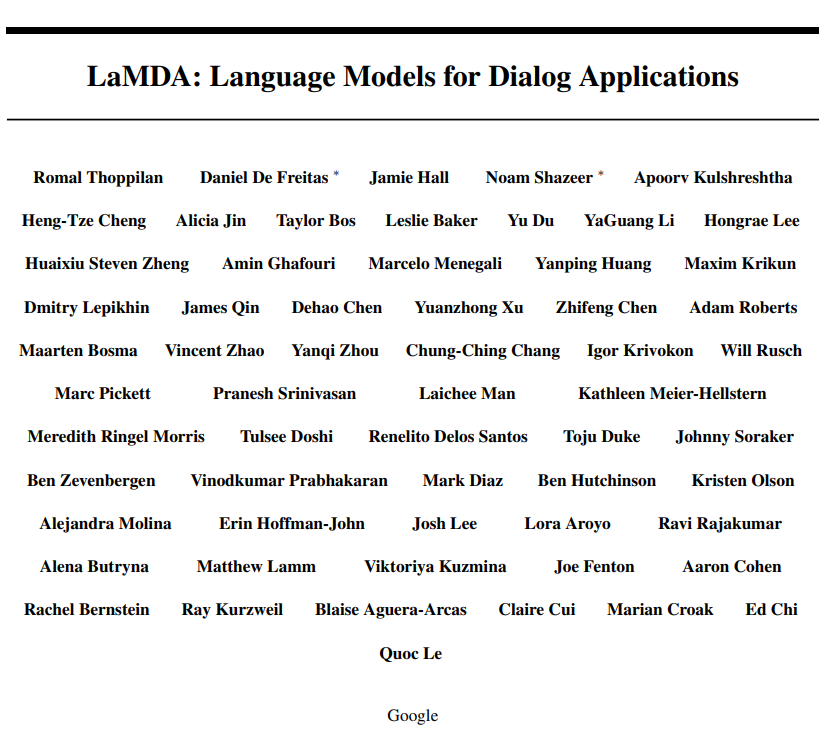 LaMDA: Language Models for Dialog Applications
Romal Thoppilan Daniel De Freitas * Jamie Hall Noam Shazeer * Apoorv Kulshreshtha
Heng-Tze Cheng Alicia Jin Taylor Bos Leslie Baker Yu Du YaGuang Li Hongrae Lee
Huaixiu Steven Zheng Amin Ghafouri Marcelo Menegali Yanping Huang Maxim Krikun
Dmitry Lepikhin James Qin Dehao Chen Yuanzhong Xu Zhifeng Chen Adam Roberts
Maarten Bosma Vincent Zhao Yanqi Zhou Chung-Ching Chang Igor Krivokon Will Rusch
Marc Pickett Pranesh Srinivasan Laichee Man Kathleen Meier-Hellstern
Meredith Ringel Morris Tulsee Doshi Renelito Delos Santos Toju Duke Johnny Soraker
Ben Zevenbergen Vinodkumar Prabhakaran Mark Diaz Ben Hutchinson Kristen Olson
Alejandra Molina Erin Hoffman-John Josh Lee Lora Aroyo Ravi Rajakumar
Alena Butryna Matthew Lamm Viktoriya Kuzmina Joe Fenton Aaron Cohen
Rachel Bernstein Ray Kurzweil Blaise Aguera-Arcas Claire Cui Marian Croak Ed Chi
Quoc Le
Google